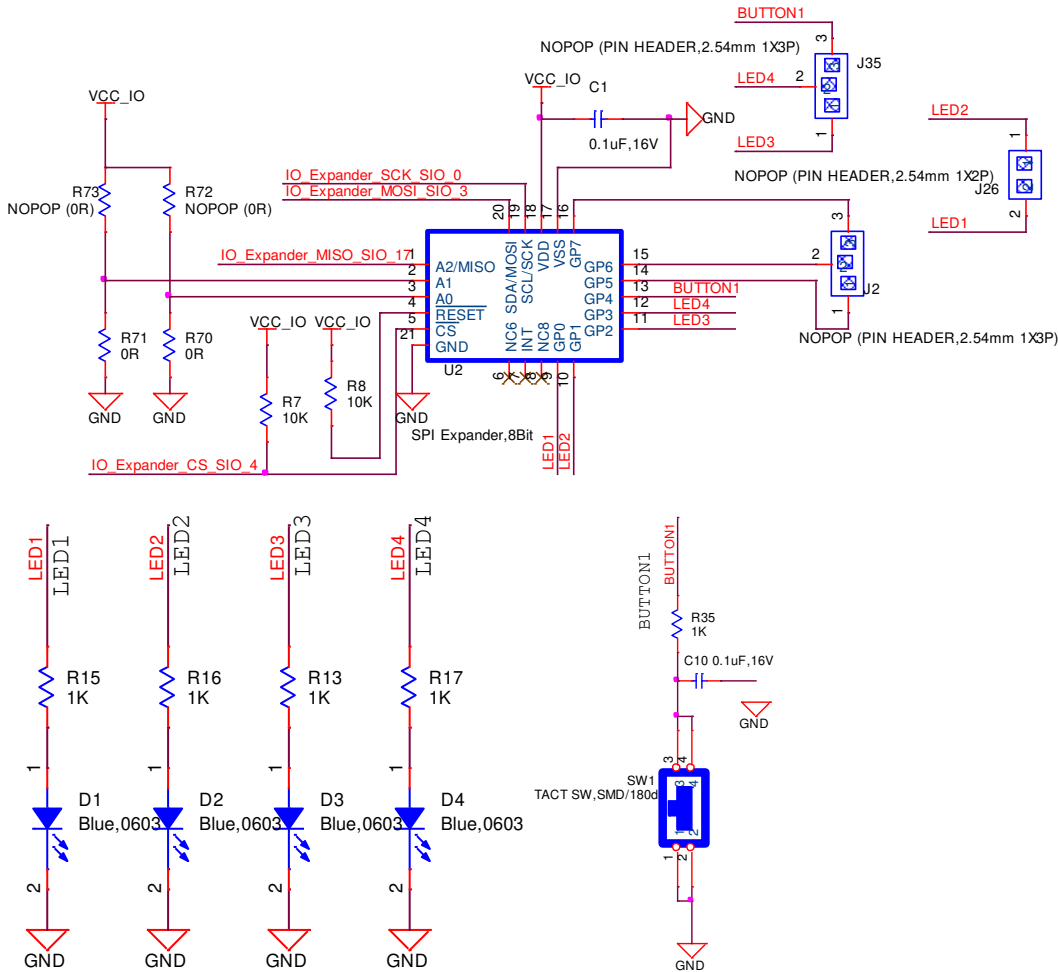 BUTTON1
3
NOPOP (PIN HEADER,2.54mm 1X3P)
J35
LED4
2
1
LED3
VCC_IO
C1
GND
0.1uF,16V
LED2
1
NOPOP (PIN HEADER,2.54mm 1X2P)
J26
2
LED1
VCC_IO
R73
NOPOP (0R)
R72
NOPOP (0R)
R71
0R
R70
0R
GND
GND
IO_Expander_SCK_SIO_0
IO_Expander_MOSI_SIO_3
20
19
18
17
16
SDA/MOSI
SCL/SCK
VDD
VSS
GP7
IO_Expander_MISO_SIO_17
1
A2/MISO
2
A1
3
A0
4
RESET
5
CS
21
GND
U2
GP6
15
GP5
14
GP4
13
BUTTON1
GP3
12
LED4
GP2
11
LED3
3
2
J2
1
NOPOP (PIN HEADER,2.54mm 1X3P)
NC6
INT
NC8
GP0
GP1
6
7
8
9
10
LED1
LED2
SPI Expander,8Bit
VCC_IO
VCC_IO
R7
10K
R8
10K
GND
IO_Expander_CS_SIO_4
LED1
LED1
R15
1K
1
D1
Blue,0603
2
GND
LED2
LED2
R16
1K
1
D2
Blue,0603
2
GND
LED3
LED3
R13
1K
1
D3
Blue,0603
2
GND
LED4
LED4
R17
1K
1
D4
Blue,0603
2
GND
BUTTON1
BUTTON1
R35
1K
C10 0.1uF,16V
GND
3
4
SW1
TACT SW,SMD/180d
3
4
1
2
1
2
GND